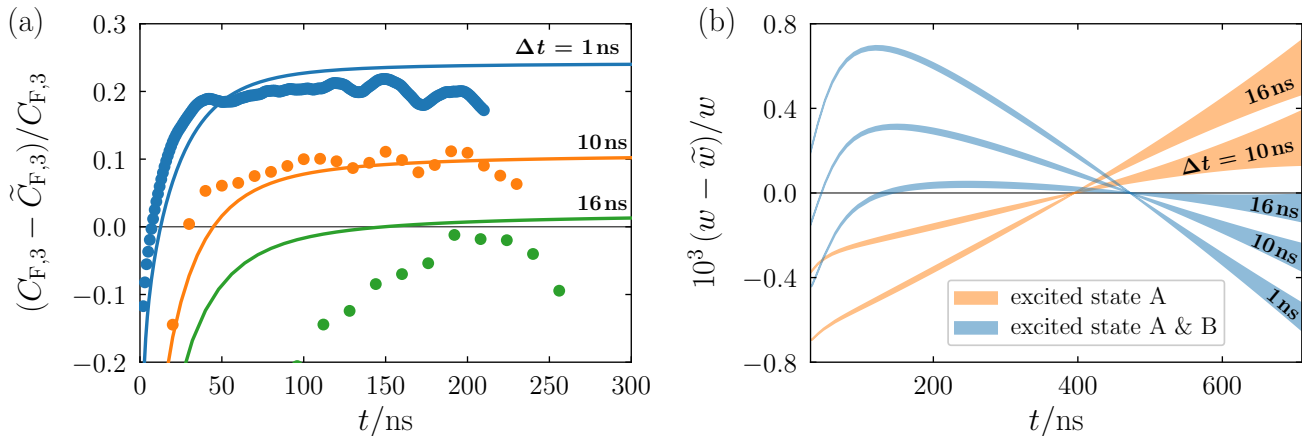 (a)
(C_F,3 − C̃_F,3)/C_F,3
0.3
0.2
0.1
0.0
−0.1
−0.2
Δt = 1 ns
10 ns
16 ns
0 50 100 150 200 250 300
t/ns
(b)
10³ (w − w̃)/w
0.8
0.4
0.0
−0.4
−0.8
16 ns
Δt = 10 ns
16 ns
10 ns
1 ns
excited state A
excited state A & B
200 400 600
t/ns